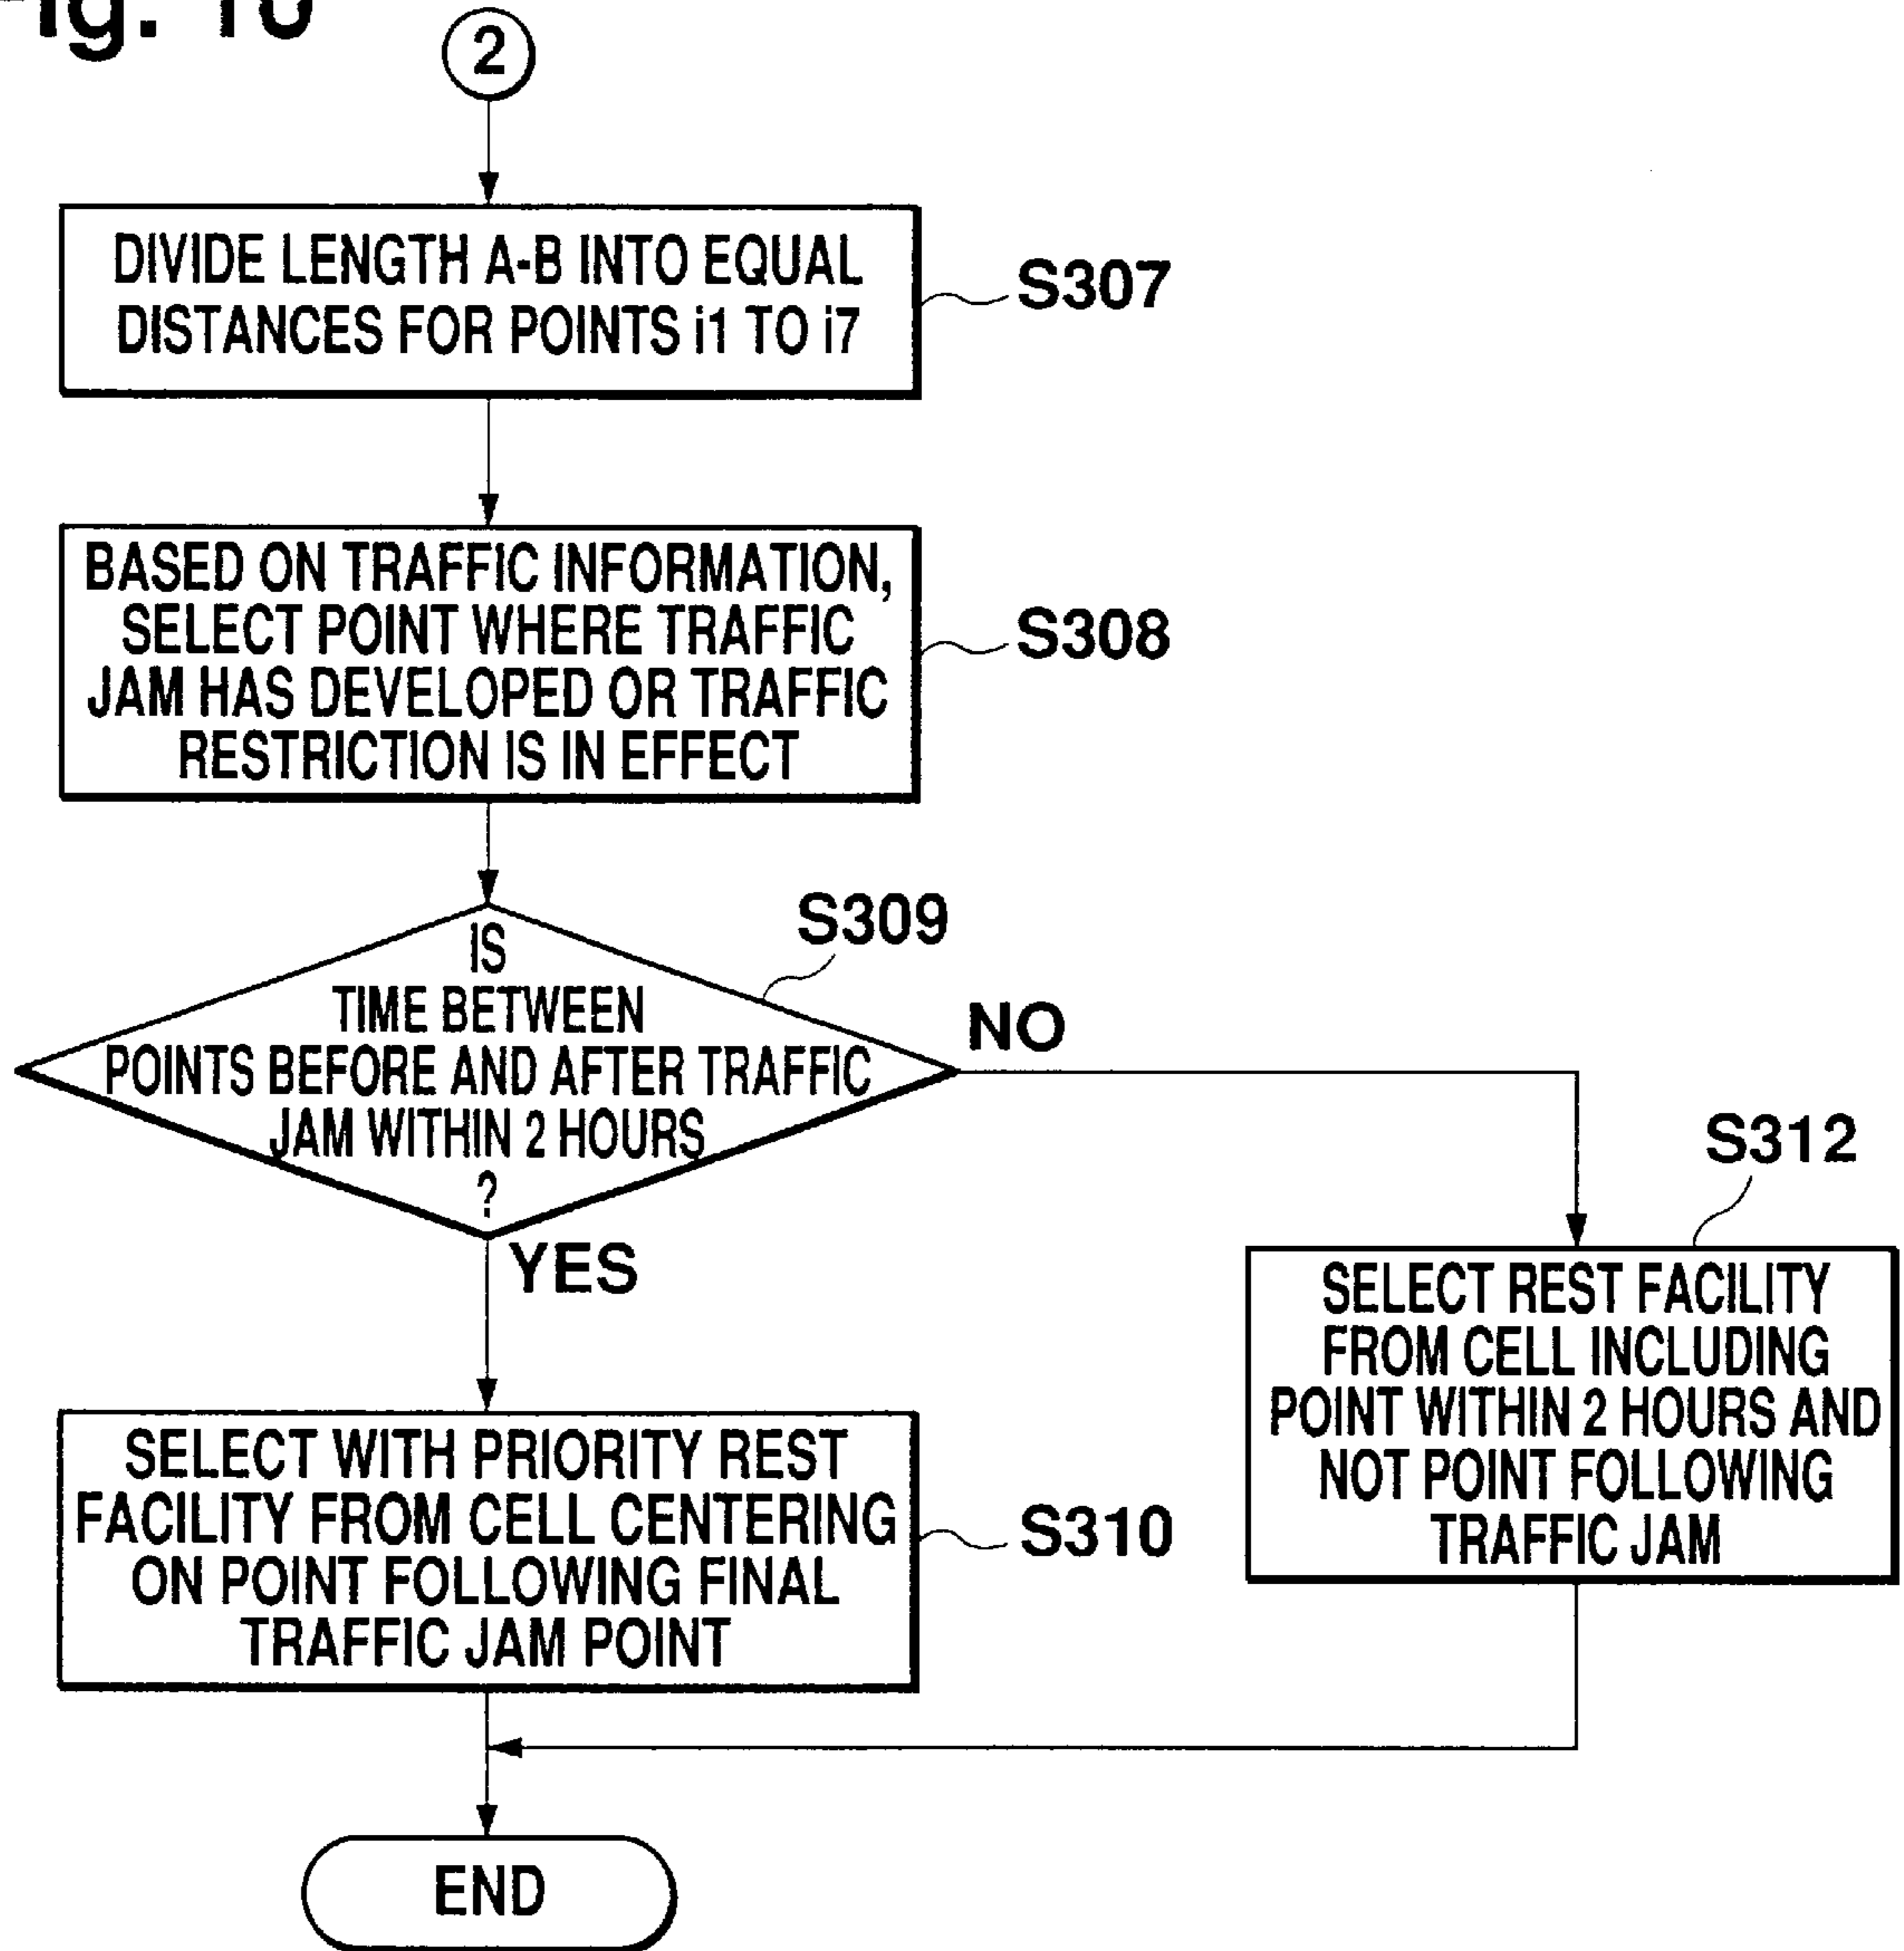 Fig. 10
2
DIVIDE LENGTH A-B INTO EQUAL
DISTANCES FOR POINTS i1 TO i7
S307
BASED ON TRAFFIC INFORMATION,
SELECT POINT WHERE TRAFFIC
JAM HAS DEVELOPED OR TRAFFIC
RESTRICTION IS IN EFFECT
S308
S309
IS
TIME BETWEEN
POINTS BEFORE AND AFTER TRAFFIC
JAM WITHIN 2 HOURS
?
NO
YES
S312
SELECT REST FACILITY
FROM CELL INCLUDING
POINT WITHIN 2 HOURS AND
NOT POINT FOLLOWING
TRAFFIC JAM
SELECT WITH PRIORITY REST
FACILITY FROM CELL CENTERING
ON POINT FOLLOWING FINAL
TRAFFIC JAM POINT
S310
END